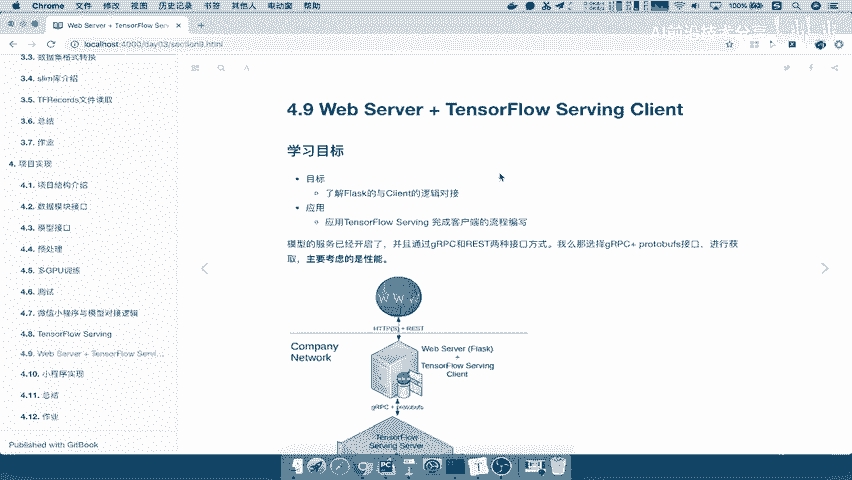 Chrome 文件 修改 视图 历史记录 书签 其他人 电动窗 帮助
100%
AI前沿技术分享
Web Server + TensorFlow Serv
localhost:4000/day03/section9.html
3.3. 数据集格式转换
3.4. slim库介绍
3.5. TFRecords文件读取
3.6. 总结
3.7. 作业
4. 项目实现
4.1. 项目结构介绍
4.2. 数据模块接口
4.3. 模型接口
4.4. 预处理
4.5. 多GPU训练
4.6. 测试
4.7. 微信小程序与模型对接逻辑
4.8. TensorFlow Serving
4.9. Web Server + TensorFlow Servi...
4.10. 小程序实现
4.11. 总结
4.12. 作业
Published with GitBook
4.9 Web Server + TensorFlow Serving Client
学习目标
• 目标
◦ 了解Flask的与Client的逻辑对接
• 应用
◦ 应用TensorFlow Serving 完成客户端的流程编写
模型的服务已经开启了，并且通过gRPC和REST两种接口方式。我么那选择gRPC+ protobufs接口，进行获
取，主要考虑的是性能。
WWW
HTTP(S) + REST
Company
Network
Web Server (Flask)
+
TensorFlow Serving
Client
gRPC + protobufs
TensorFlow
Serving Server